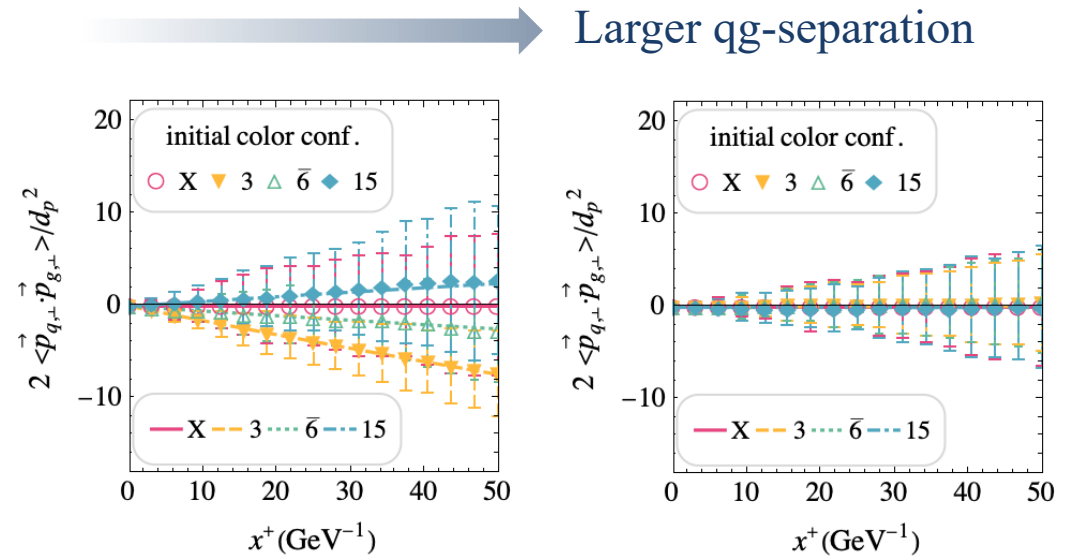 Larger qg-separation
initial color conf.
X 3 6̅ 15
20
10
0
−10
2 <p⃗q,⊥·p⃗g,⊥>/dp²
X 3 6̅ 15
0 10 20 30 40 50
x⁺(GeV⁻¹)
initial color conf.
X 3 6̅ 15
20
10
0
−10
2 <p⃗q,⊥·p⃗g,⊥>/dp²
X 3 6̅ 15
0 10 20 30 40 50
x⁺(GeV⁻¹)